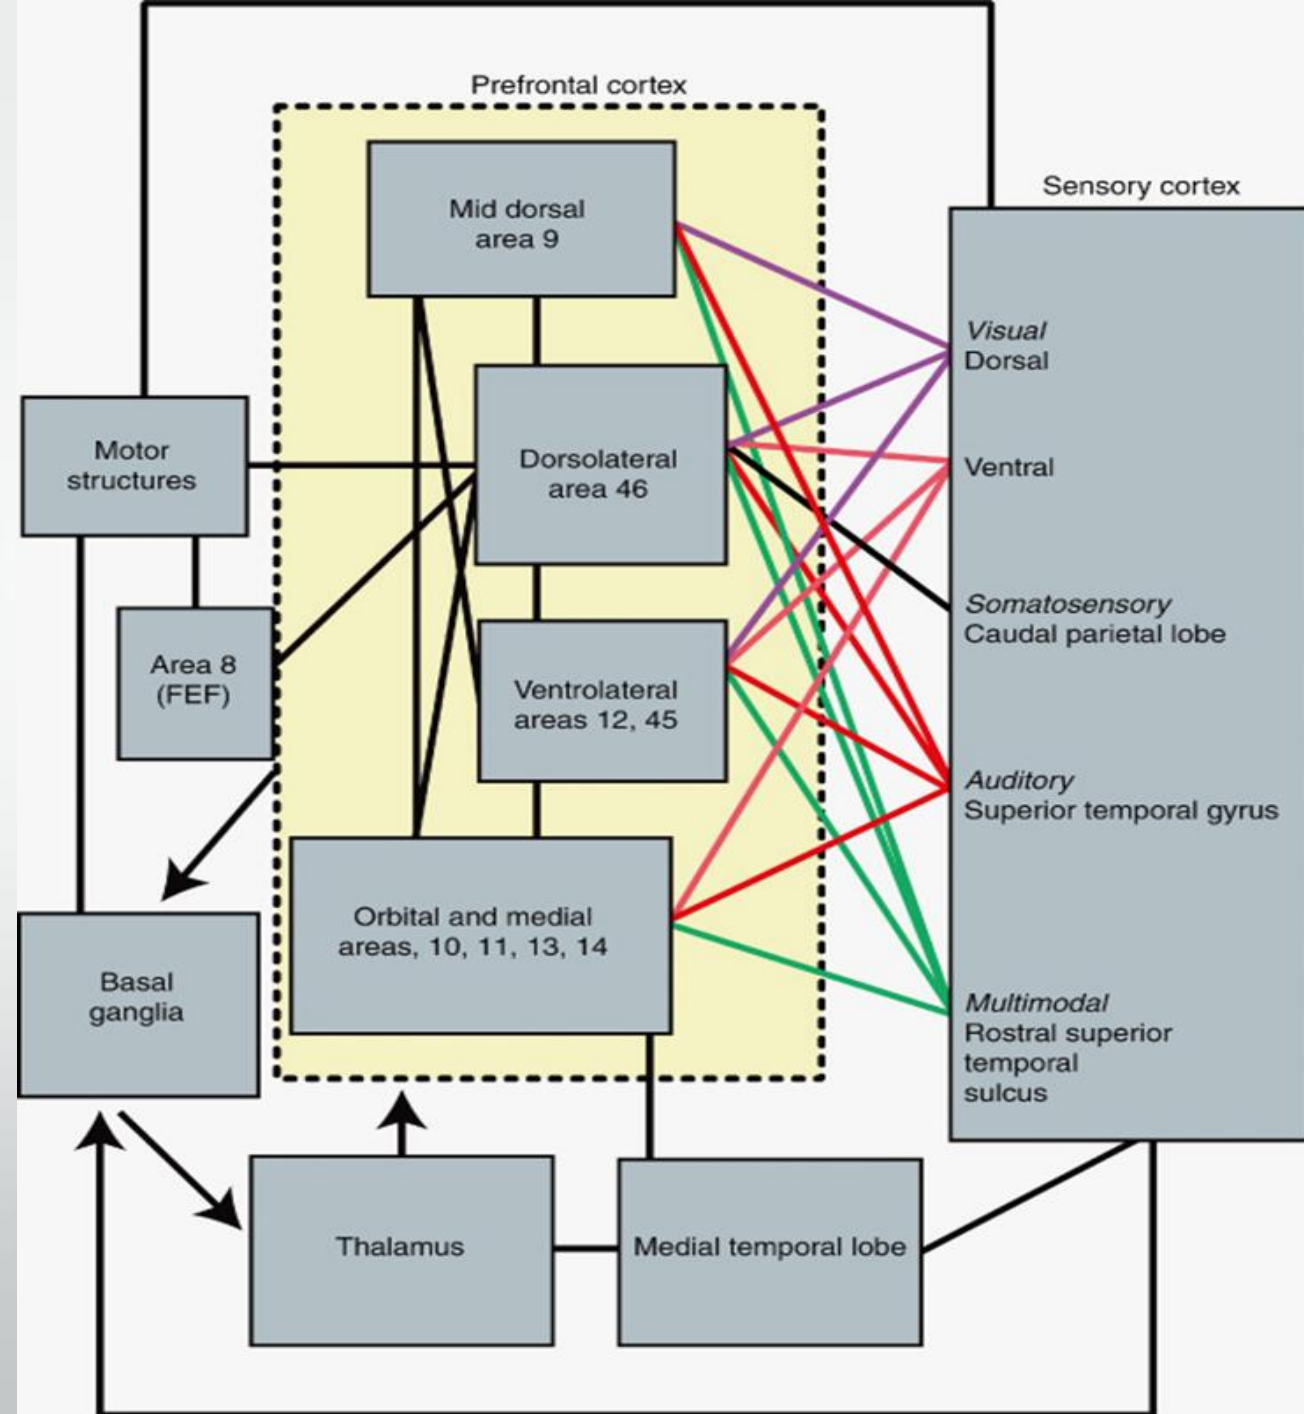 Prefrontal cortex
Mid dorsal
area 9
Sensory cortex
Visual
Dorsal
Ventral
Somatosensory
Caudal parietal lobe
Auditory
Superior temporal gyrus
Multimodal
Rostral superior
temporal
sulcus
Motor
structures
Dorsolateral
area 46
Area 8
(FEF)
Ventrolateral
areas 12, 45
Orbital and medial
areas, 10, 11, 13, 14
Basal
ganglia
Thalamus
Medial temporal lobe